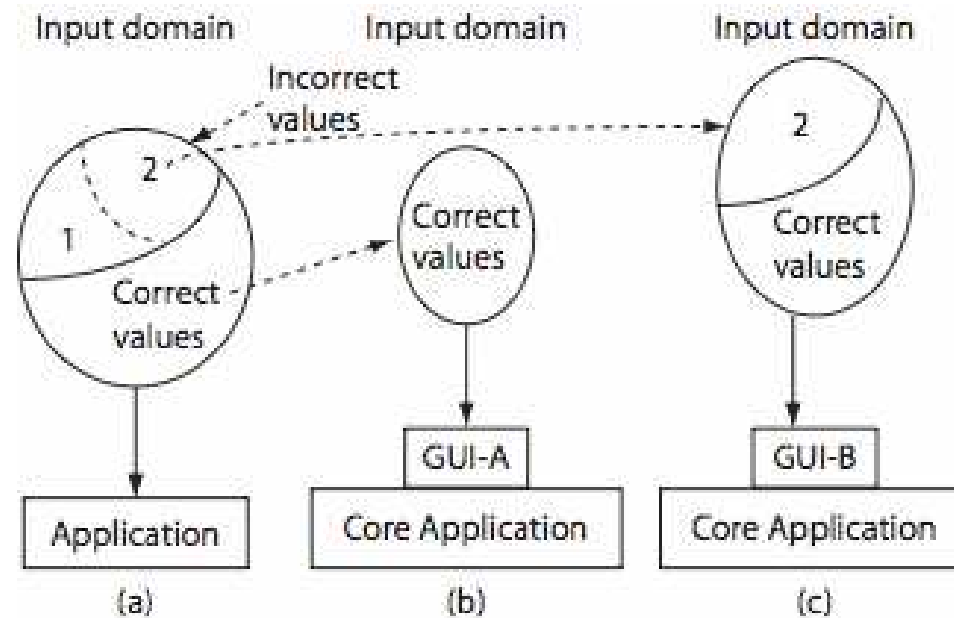 Input domain
Input domain
Input domain
Incorrect
values
2
2
1
Correct
values
Correct
values
Correct
values
GUI-A
GUI-B
Application
Core Application
Core Application
(a)
(b)
(c)